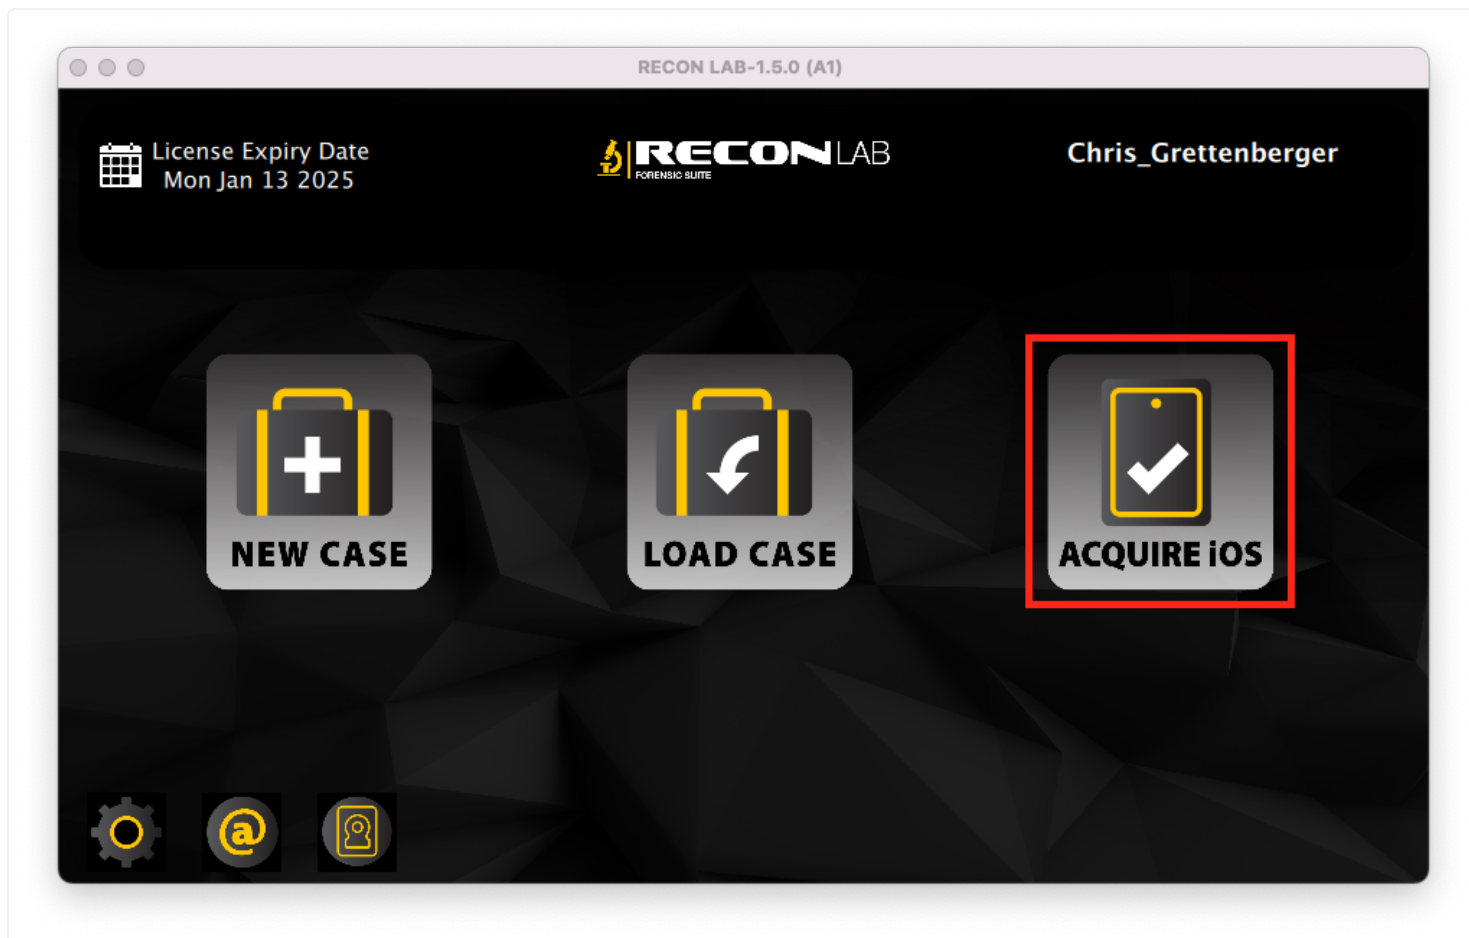 RECON LAB-1.5.0 (A1)
License Expiry Date
Mon Jan 13 2025
RECON LAB
FORENSIC SUITE
Chris_Grettenberger
NEW CASE
LOAD CASE
ACQUIRE iOS
@